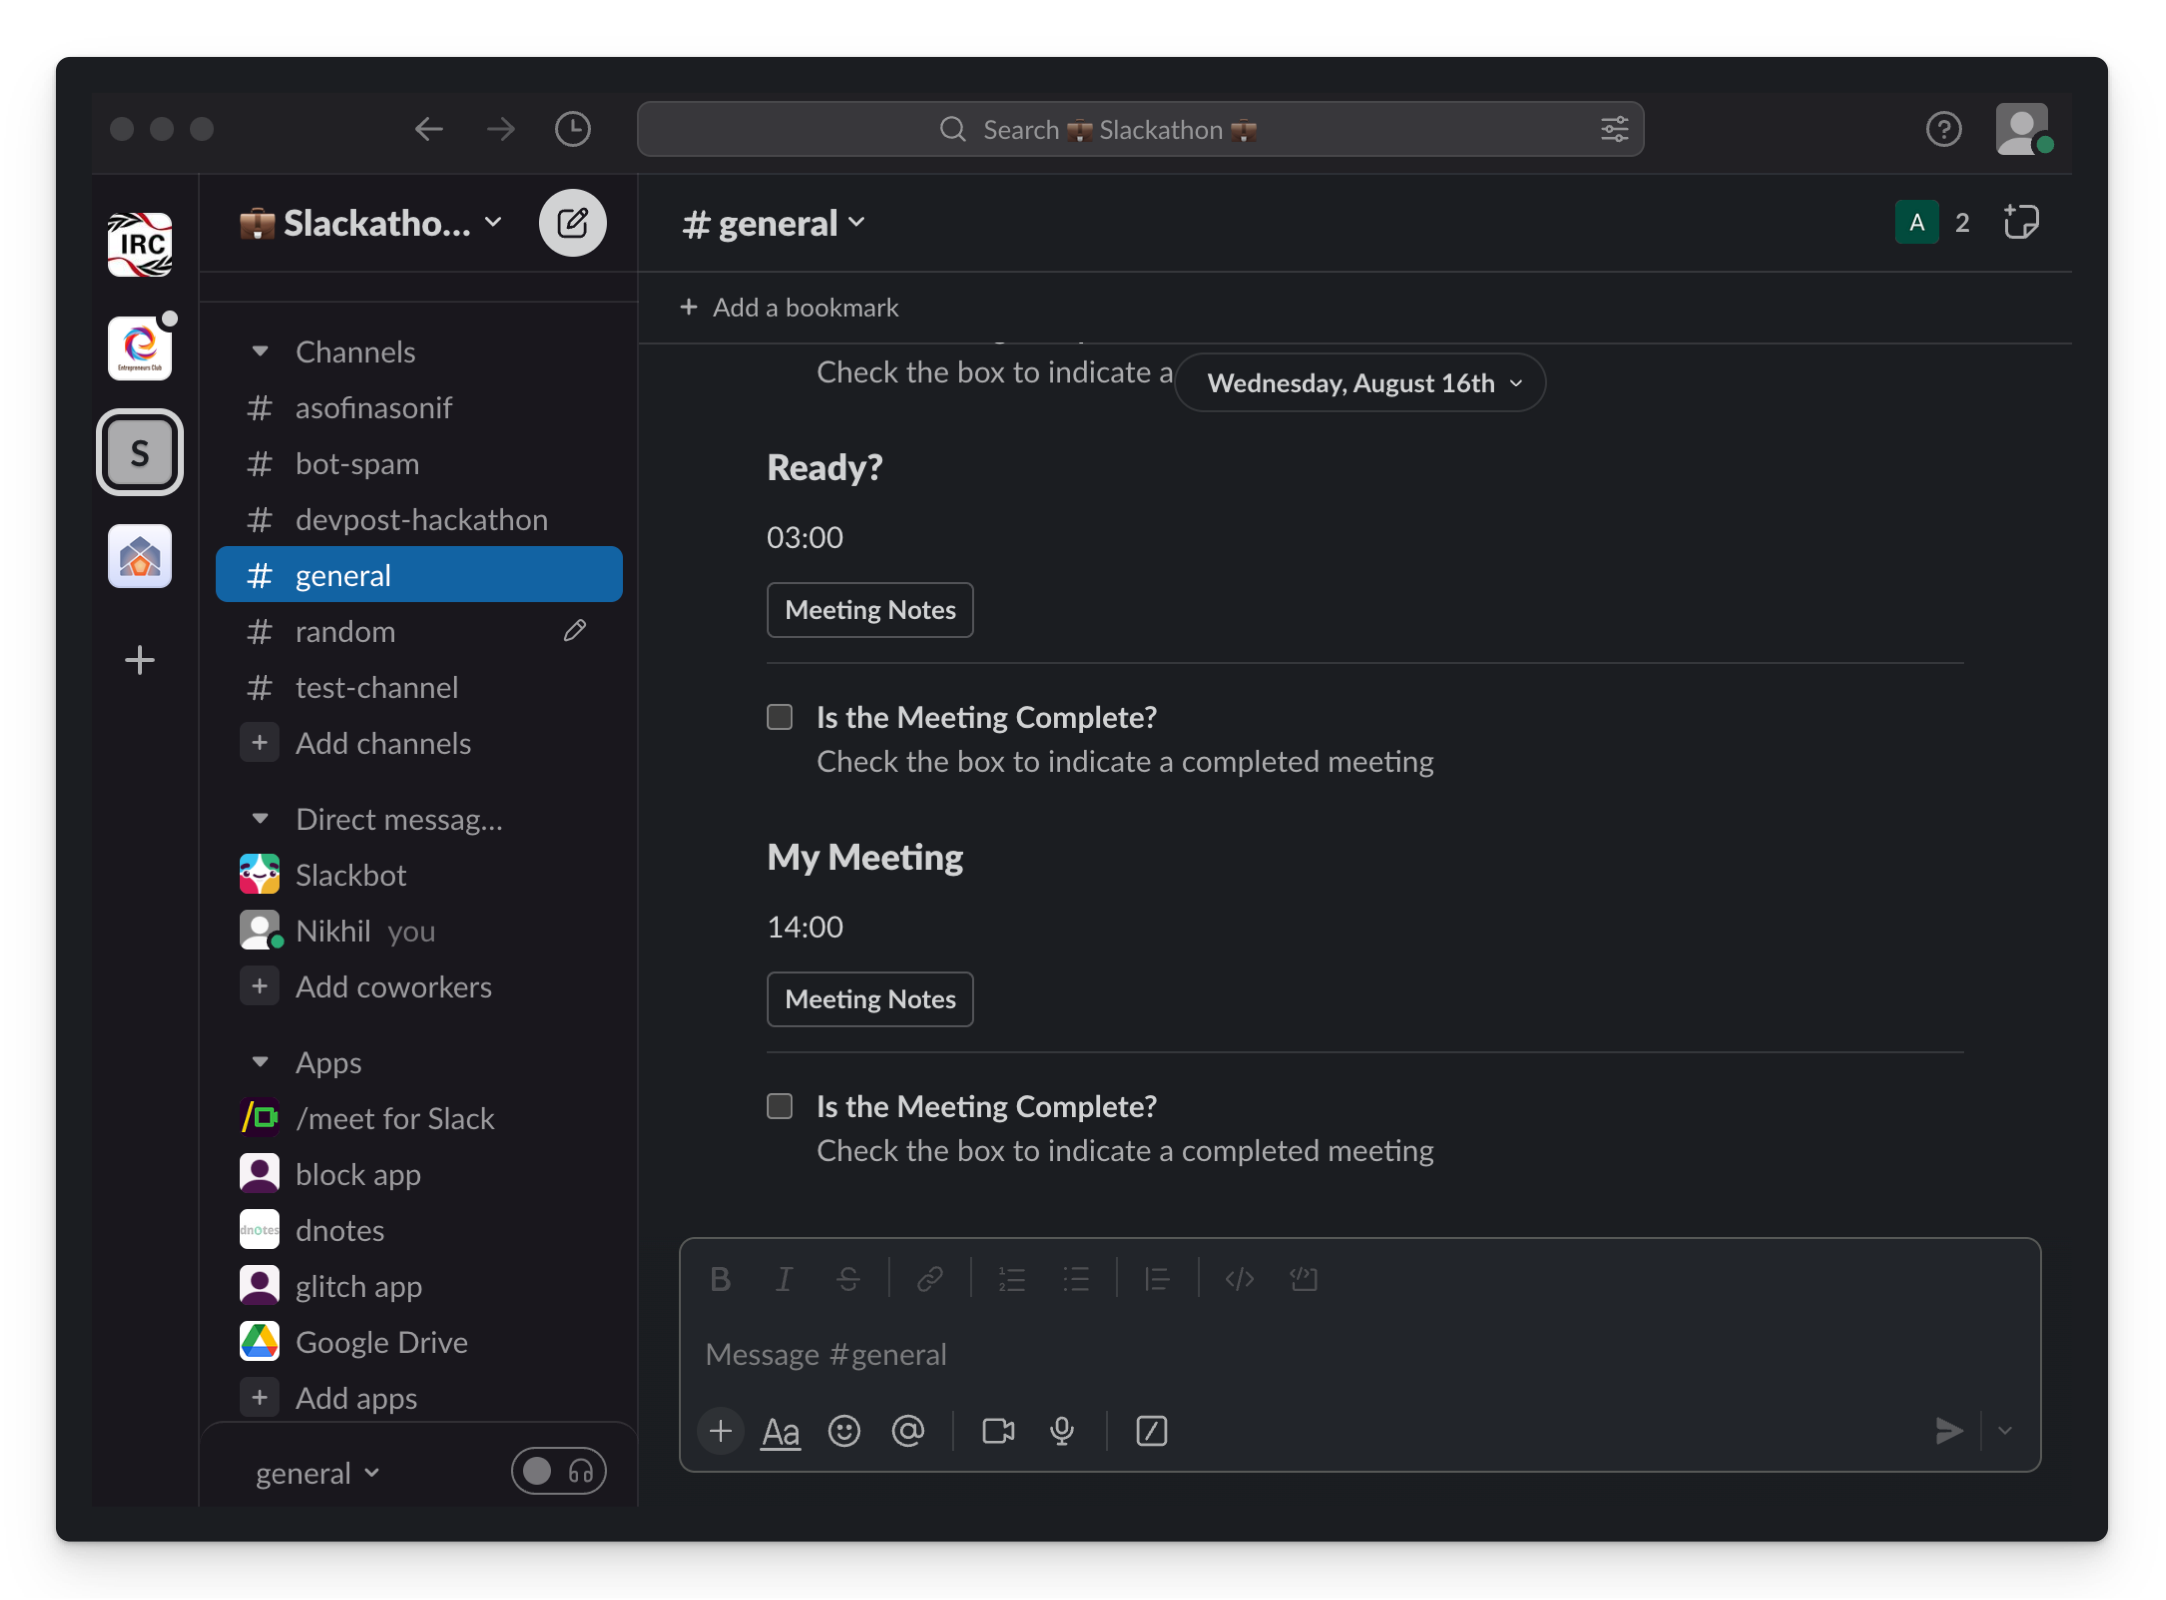 Search 💼 Slackathon 💼
IRC
Entrepreneurs Club
S
💼 Slackatho...
Channels
# asofinasonif
# bot-spam
# devpost-hackathon
# general
# random
# test-channel
+ Add channels
Direct messag...
Slackbot
Nikhil you
+ Add coworkers
Apps
/meet for Slack
block app
dnotes
dnotes
glitch app
Google Drive
+ Add apps
general
# general
A 2
+ Add a bookmark
Check the box to indicate a
Wednesday, August 16th
Ready?
03:00
Meeting Notes
Is the Meeting Complete?
Check the box to indicate a completed meeting
My Meeting
14:00
Meeting Notes
Is the Meeting Complete?
Check the box to indicate a completed meeting
Message #general
Aa